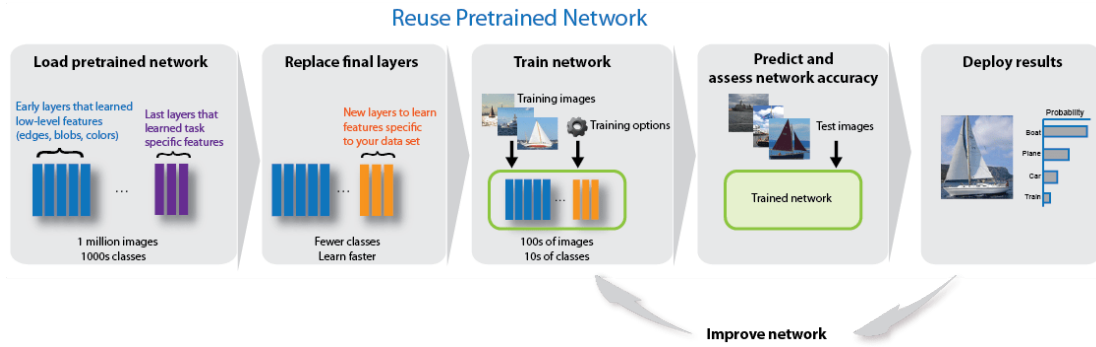 Reuse Pretrained Network
Load pretrained network
Early layers that learned
low-level features
(edges, blobs, colors)
Last layers that
learned task
specific features
...
1 million images
1000s classes
Replace final layers
New layers to learn
features specific
to your data set
...
Fewer classes
Learn faster
Train network
Training images
Training options
...
100s of images
10s of classes
Predict and
assess network accuracy
Test images
Trained network
Deploy results
Probability
Boat
Plane
Car
Train
Improve network